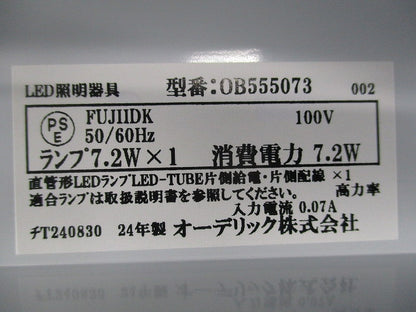 LED照明器具 型番:OB555073 002
PS
E FUJIIDK 100V
50/60Hz
ランプ7.2W×1 消費電力 7.2W
直管形LEDランプLED-TUBE片側給電・片側配線 ×1
適合ランプは取扱説明書を参照してください。 高力率
入力電流 0.07A
チT240830 24年製 オーデリック株式会社